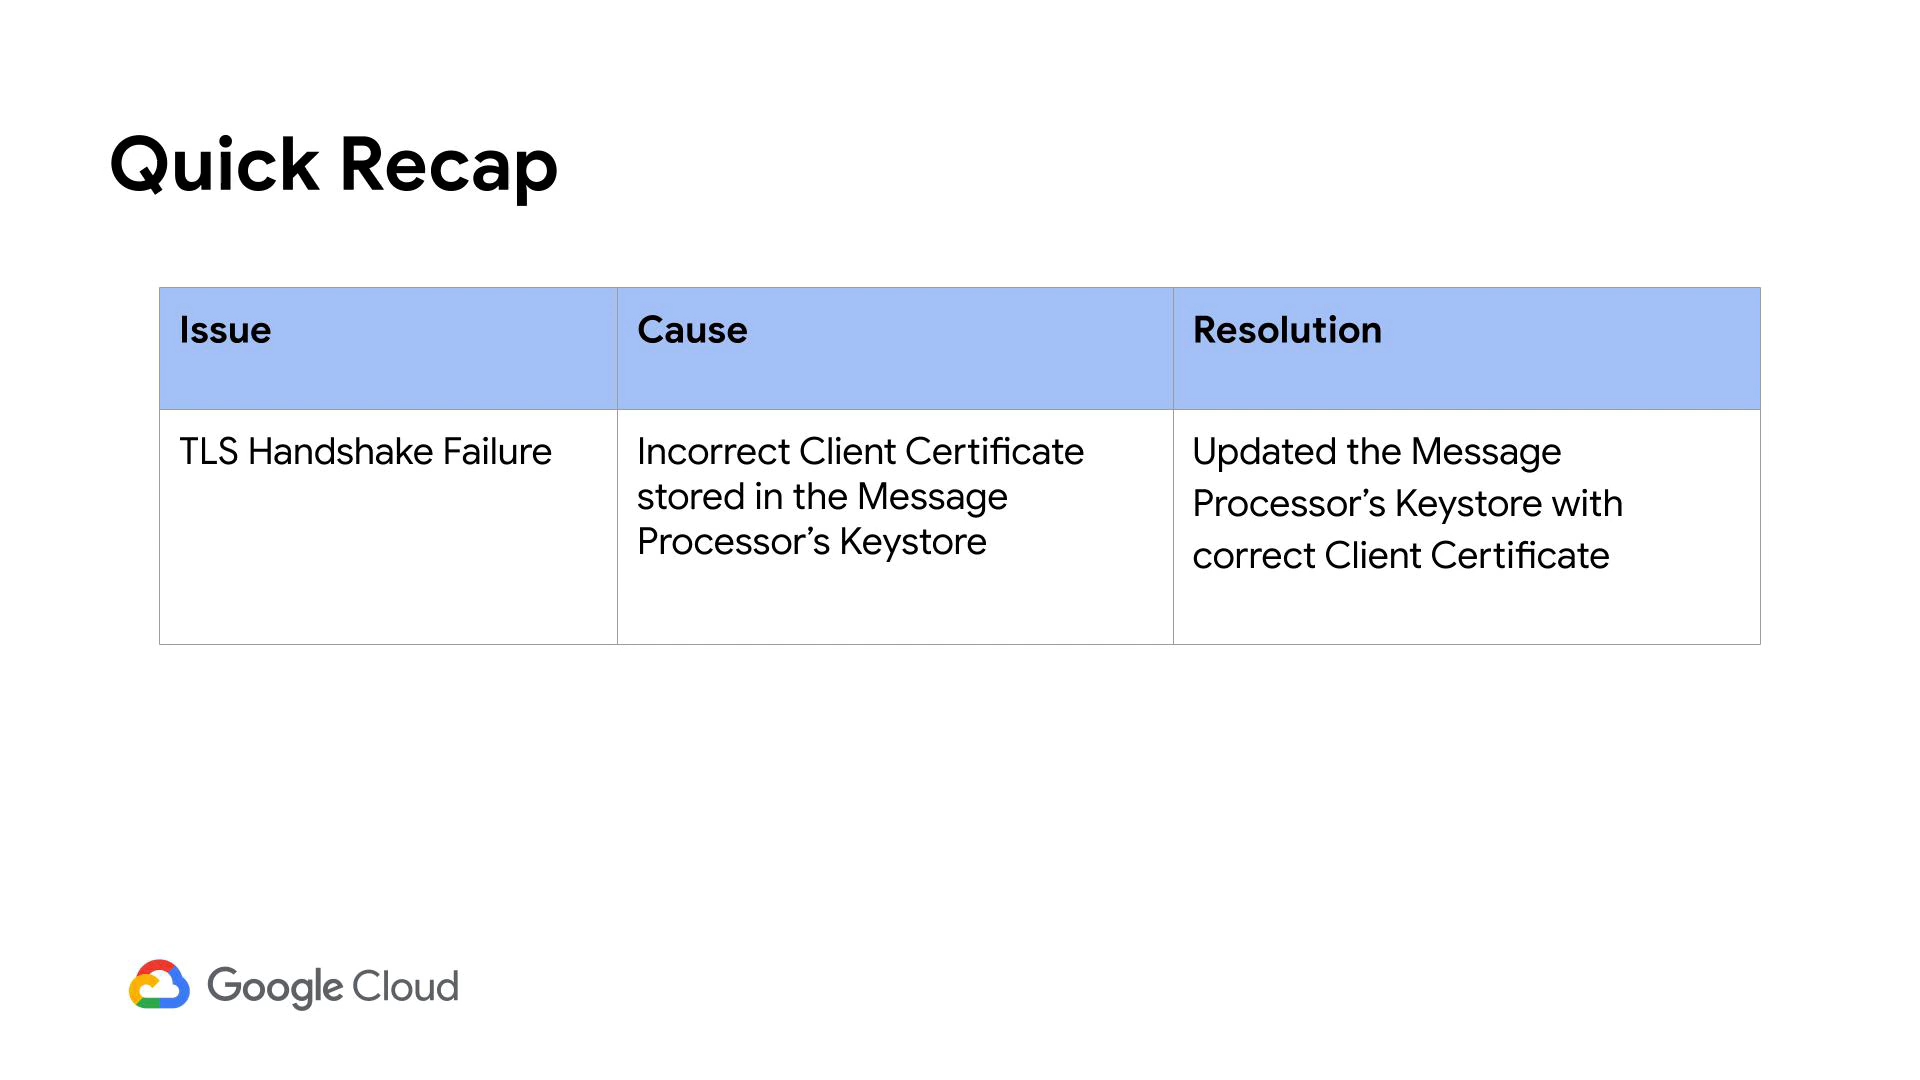 Quick Recap
Issue
Cause
Resolution
TLS Handshake Failure
Incorrect Client Certificate
stored in the Message
Processor’s Keystore
Updated the Message
Processor’s Keystore with
correct Client Certificate
Google Cloud